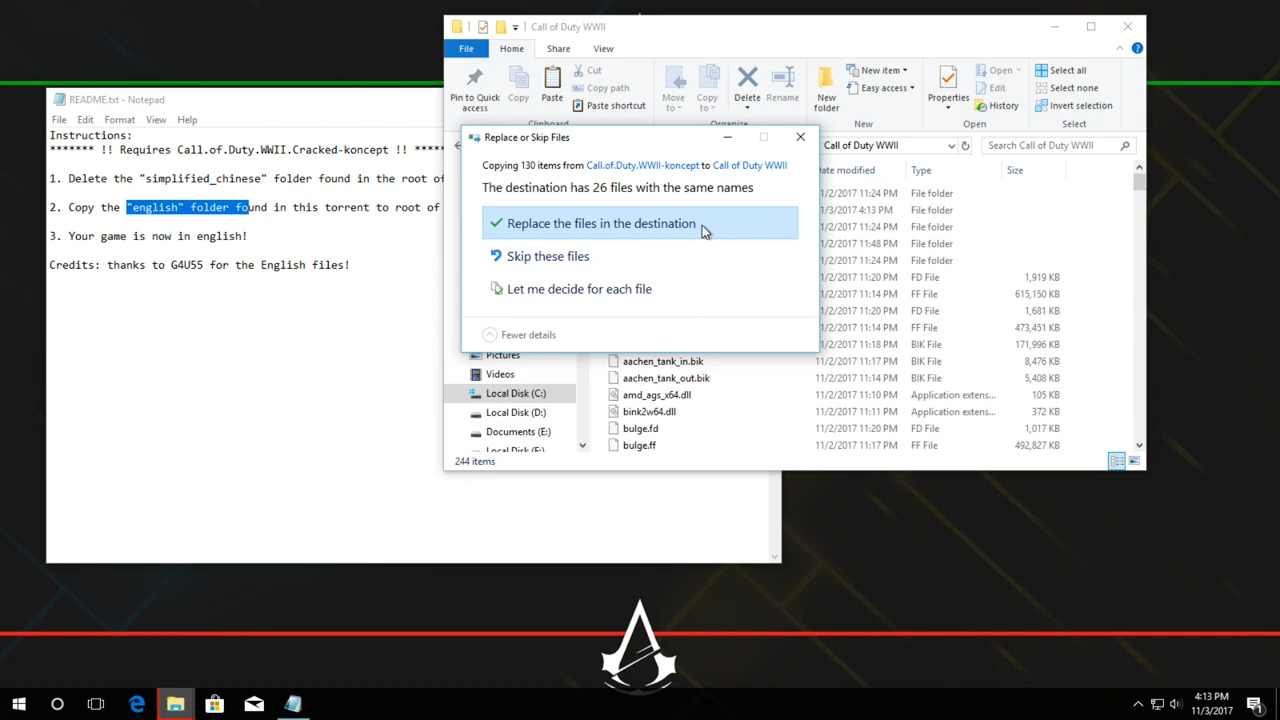 Call of Duty WWII
File
Home
Share
View
Pin to Quick access
Copy
Paste
Cut
Copy path
Paste shortcut
Move to
Copy to
Delete
Rename
New folder
New item
Easy access
Properties
Open
Edit
History
Select all
Select none
Invert selection
Clipboard
Organize
New
Open
Select
README.txt - Notepad
File Edit Format View Help
Instructions:
******* !! Requires Call.of.Duty.WWII.Cracked-koncept !! *****
1. Delete the "simplified_chinese" folder found in the root of
2. Copy the "english" folder found in this torrent to root of
3. Your game is now in english!
Credits: thanks to G4U55 for the English files!
Replace or Skip Files
Copying 130 items from Call.of.Duty.WWII-koncept to Call of Duty WWII
The destination has 26 files with the same names
Replace the files in the destination
Skip these files
Let me decide for each file
Fewer details
Call of Duty WWII
Search Call of Duty WWII
Date modified Type Size
11/2/2017 11:24 PM File folder
11/3/2017 4:13 PM File folder
11/2/2017 11:24 PM File folder
11/2/2017 11:48 PM File folder
11/2/2017 11:24 PM File folder
11/2/2017 11:20 PM FD File 1,919 KB
11/2/2017 11:14 PM FF File 615,150 KB
11/2/2017 11:20 PM FD File 1,681 KB
11/2/2017 11:14 PM FF File 473,451 KB
11/2/2017 11:18 PM BIK File 171,996 KB
aachen_tank_in.bik 11/2/2017 11:17 PM BIK File 8,476 KB
aachen_tank_out.bik 11/2/2017 11:14 PM BIK File 5,408 KB
amd_ags_x64.dll 11/2/2017 11:10 PM Application extens... 105 KB
bink2w64.dll 11/2/2017 11:11 PM Application extens... 372 KB
bulge.fd 11/2/2017 11:20 PM FD File 1,017 KB
bulge.ff 11/2/2017 11:17 PM FF File 492,827 KB
Pictures
Videos
Local Disk (C:)
Local Disk (D:)
Documents (E:)
Local Disk (F:)
244 items
4:13 PM
11/3/2017
1